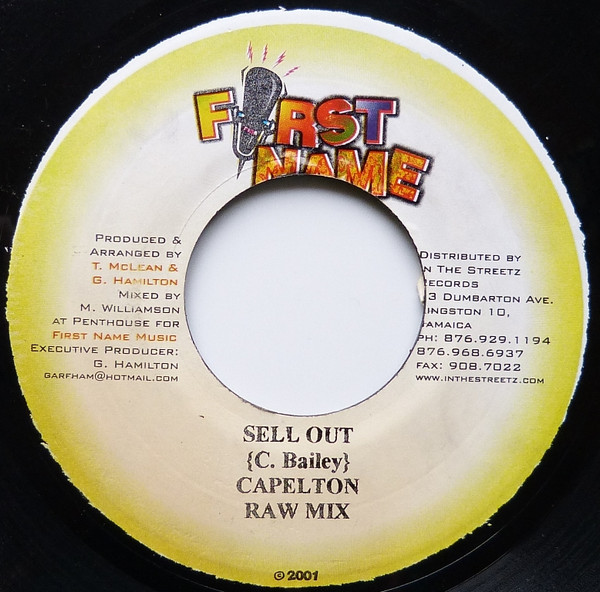 FIRST
NAME
PRODUCED &
ARRANGED BY
T. MCLEAN &
G. HAMILTON
MIXED BY
M. WILLIAMSON
AT PENTHOUSE FOR
FIRST NAME MUSIC
EXECUTIVE PRODUCER:
G. HAMILTON
GARFHAM@HOTMAIL.COM
DISTRIBUTED BY
N THE STREETZ
ECORDS
3 DUMBARTON AVE.
INGSTON 10,
JAMAICA
PH: 876.929.1194
876.968.6937
FAX: 908.7022
WWW.INTHESTREETZ.COM
SELL OUT
{C. Bailey}
CAPELTON
RAW MIX
© 2001